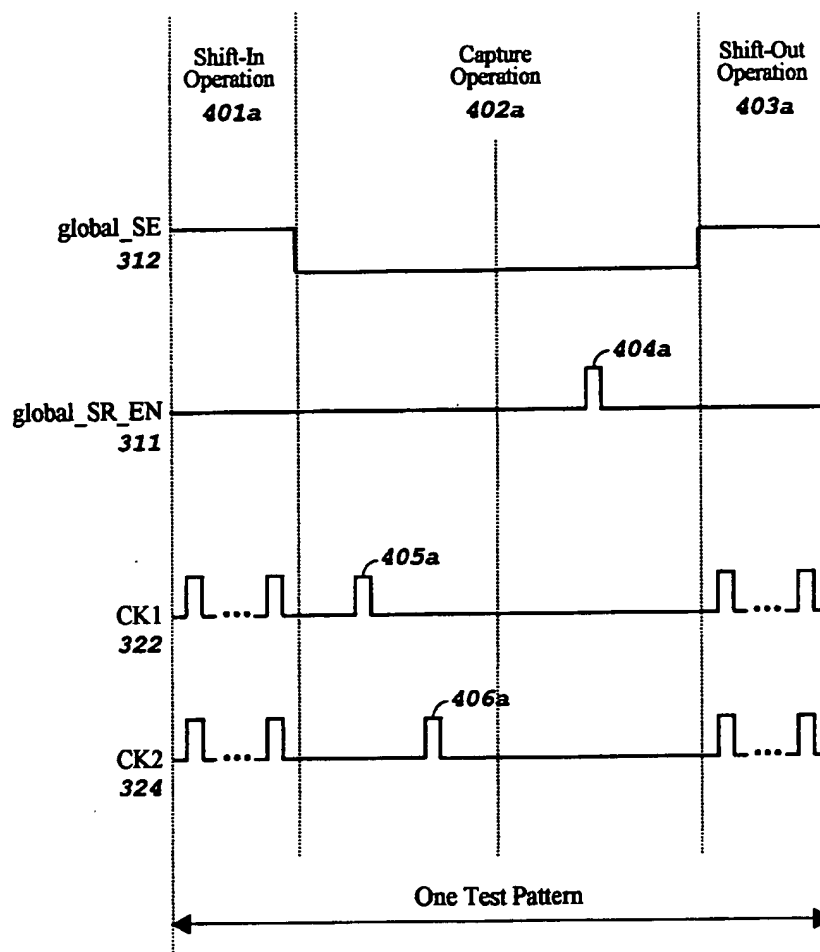 Shift-In
Operation
401a
Capture
Operation
402a
Shift-Out
Operation
403a
global_SE
312
404a
global_SR_EN
311
405a
CK1
322
406a
CK2
324
One Test Pattern